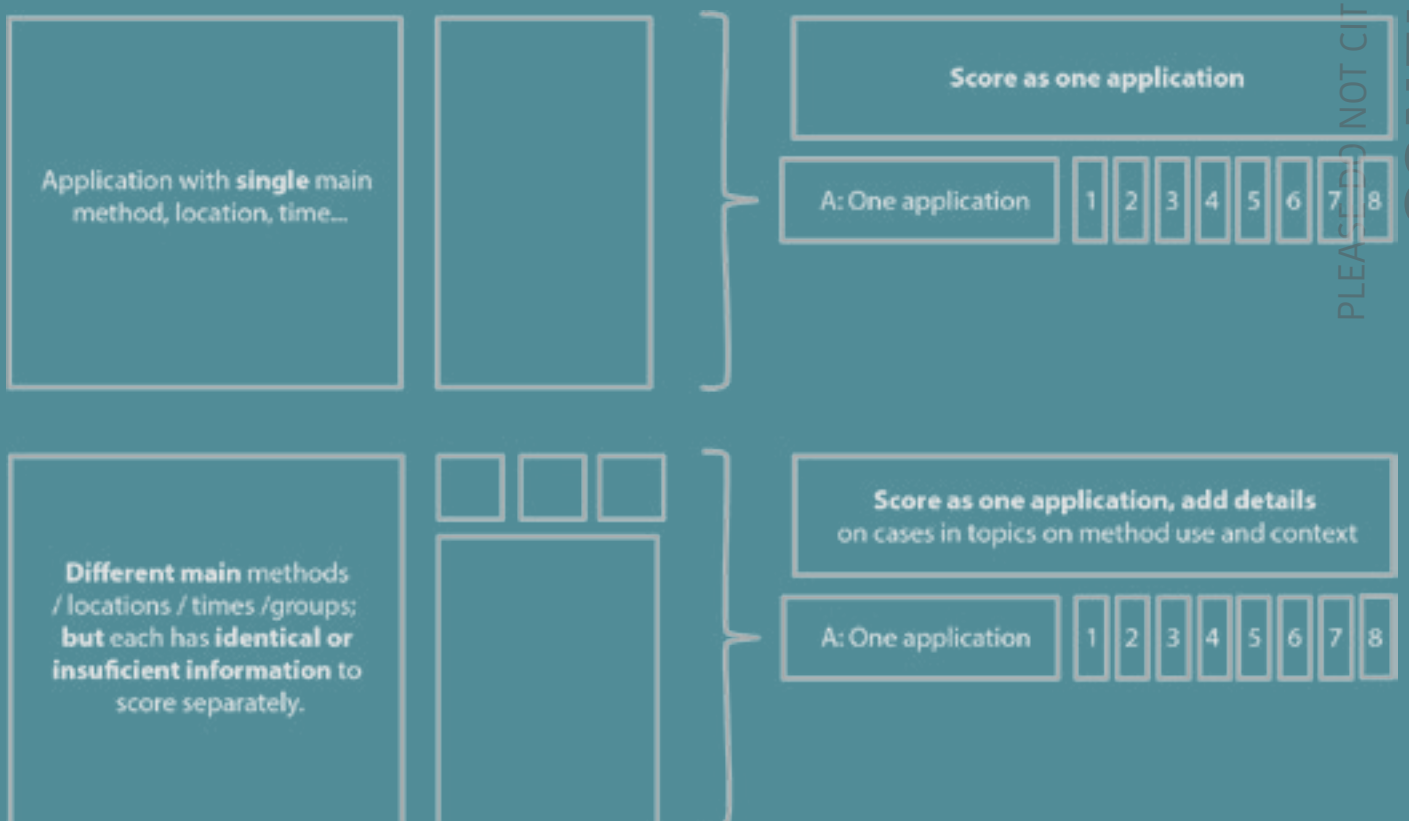 Application with single main
method, location, time...
Score as one application
A: One application 1 2 3 4 5 6 7 8
PLEASE DO NOT CIT
Different main methods
/ locations / times /groups;
but each has identical or
insuficient information to
score separately.
Score as one application, add details
on cases in topics on method use and context
A: One application 1 2 3 4 5 6 7 8